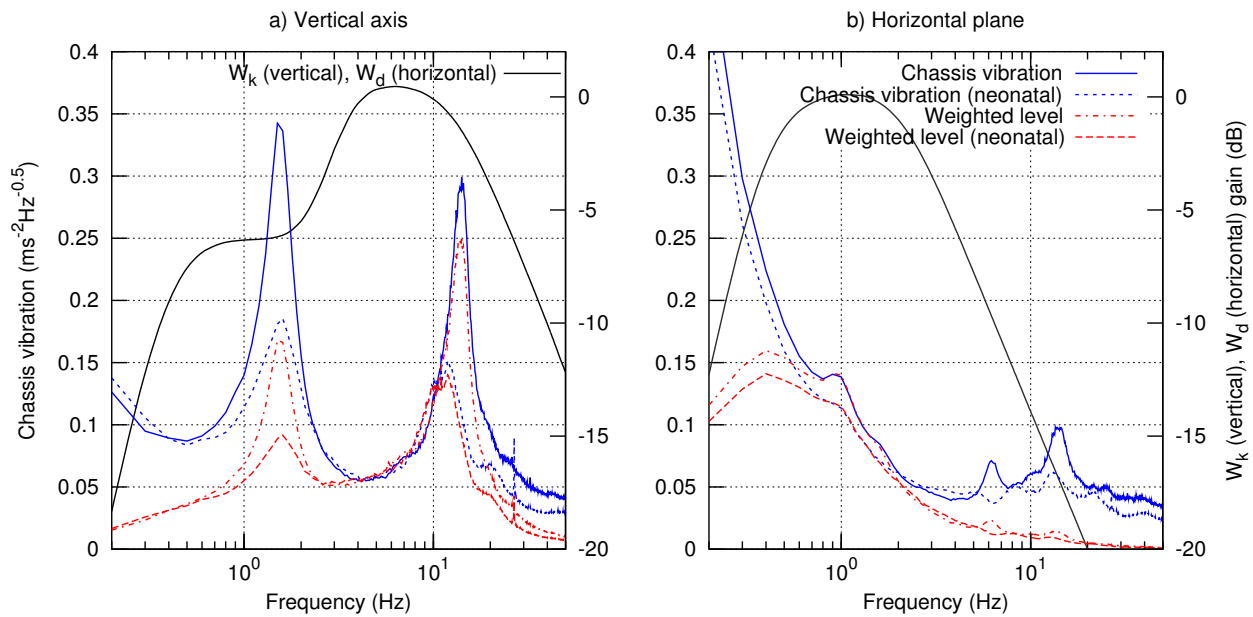 a) Vertical axis
W_k (vertical), W_d (horizontal)
0.4
0.35
0.3
0.25
0.2
0.15
0.1
0.05
0
0
-5
-10
-15
-20
10^0
10^1
Frequency (Hz)
Chassis vibration (ms^-2Hz^-0.5)
b) Horizontal plane
Chassis vibration
Chassis vibration (neonatal)
Weighted level
Weighted level (neonatal)
0.4
0.35
0.3
0.25
0.2
0.15
0.1
0.05
0
0
-5
-10
-15
-20
10^0
10^1
Frequency (Hz)
W_k (vertical), W_d (horizontal) gain (dB)